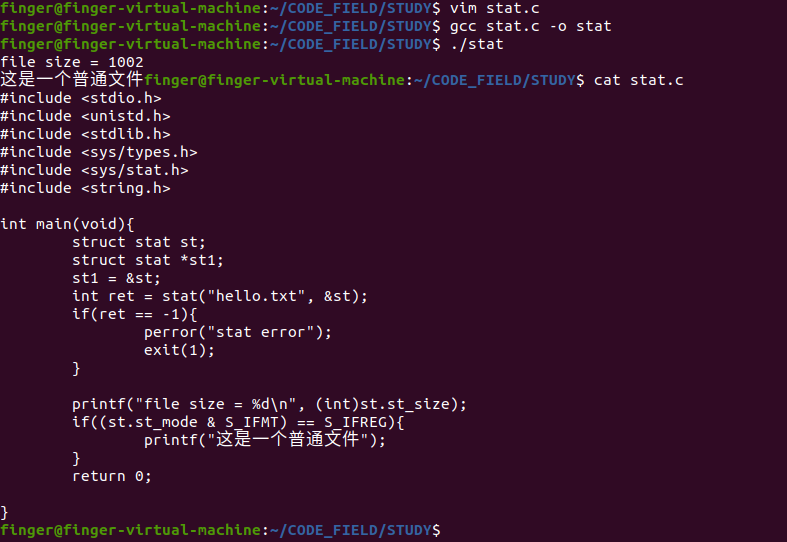 finger@finger-virtual-machine:~/CODE_FIELD/STUDY$ vim stat.c
finger@finger-virtual-machine:~/CODE_FIELD/STUDY$ gcc stat.c -o stat
finger@finger-virtual-machine:~/CODE_FIELD/STUDY$ ./stat
file size = 1002
这是一个普通文件finger@finger-virtual-machine:~/CODE_FIELD/STUDY$ cat stat.c
#include <stdio.h>
#include <unistd.h>
#include <stdlib.h>
#include <sys/types.h>
#include <sys/stat.h>
#include <string.h>

int main(void){
        struct stat st;
        struct stat *st1;
        st1 = &st;
        int ret = stat("hello.txt", &st);
        if(ret == -1){
                perror("stat error");
                exit(1);
        }

        printf("file size = %d\n", (int)st.st_size);
        if((st.st_mode & S_IFMT) == S_IFREG){
                printf("这是一个普通文件");
        }
        return 0;

}
finger@finger-virtual-machine:~/CODE_FIELD/STUDY$